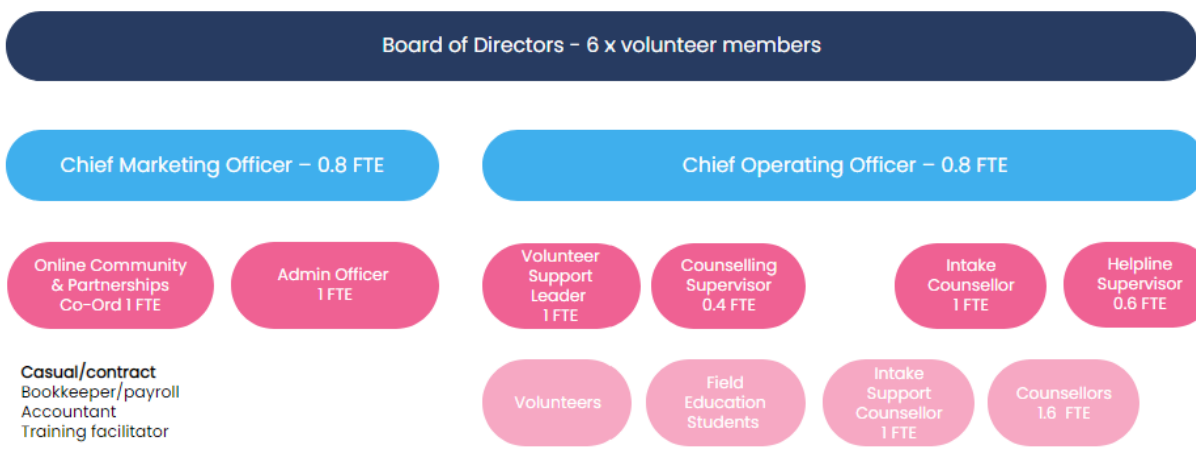 Board of Directors - 6 x volunteer members
Chief Marketing Officer – 0.8 FTE
Chief Operating Officer – 0.8 FTE
Online Community
& Partnerships
Co-Ord 1 FTE
Admin Officer
1 FTE
Volunteer
Support
Leader
1 FTE
Counselling
Supervisor
0.4 FTE
Intake
Counsellor
1 FTE
Helpline
Supervisor
0.6 FTE
Casual/contract
Bookkeeper/payroll
Accountant
Training facilitator
Volunteers
Field
Education
Students
Intake
Support
Counsellor
1 FTE
Counsellors
1.6 FTE